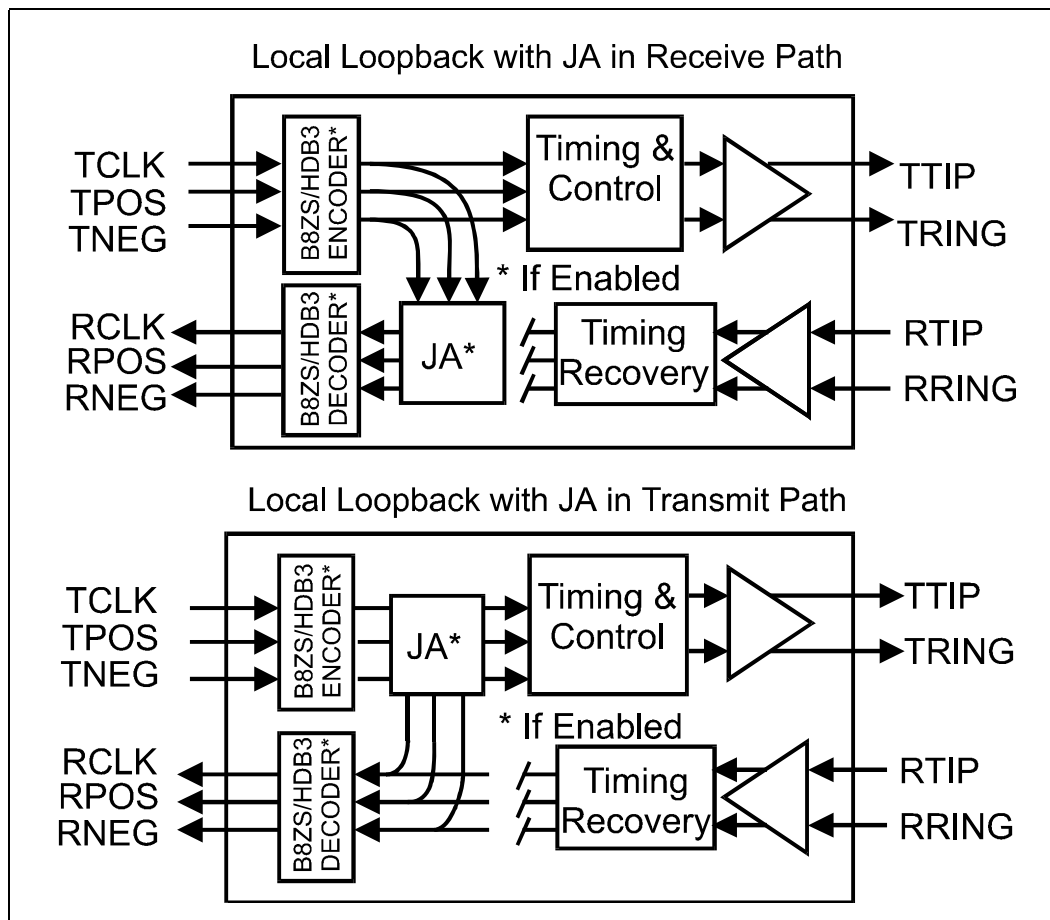 Local Loopback with JA in Receive Path
TCLK
TPOS
TNEG
B8ZS/HDB3
ENCODER*
Timing &
Control
TTIP
TRING
* If Enabled
RCLK
RPOS
RNEG
B8ZS/HDB3
DECODER*
JA*
Timing
Recovery
RTIP
RRING
Local Loopback with JA in Transmit Path
TCLK
TPOS
TNEG
B8ZS/HDB3
ENCODER*
JA*
Timing &
Control
TTIP
TRING
* If Enabled
RCLK
RPOS
RNEG
B8ZS/HDB3
DECODER*
Timing
Recovery
RTIP
RRING